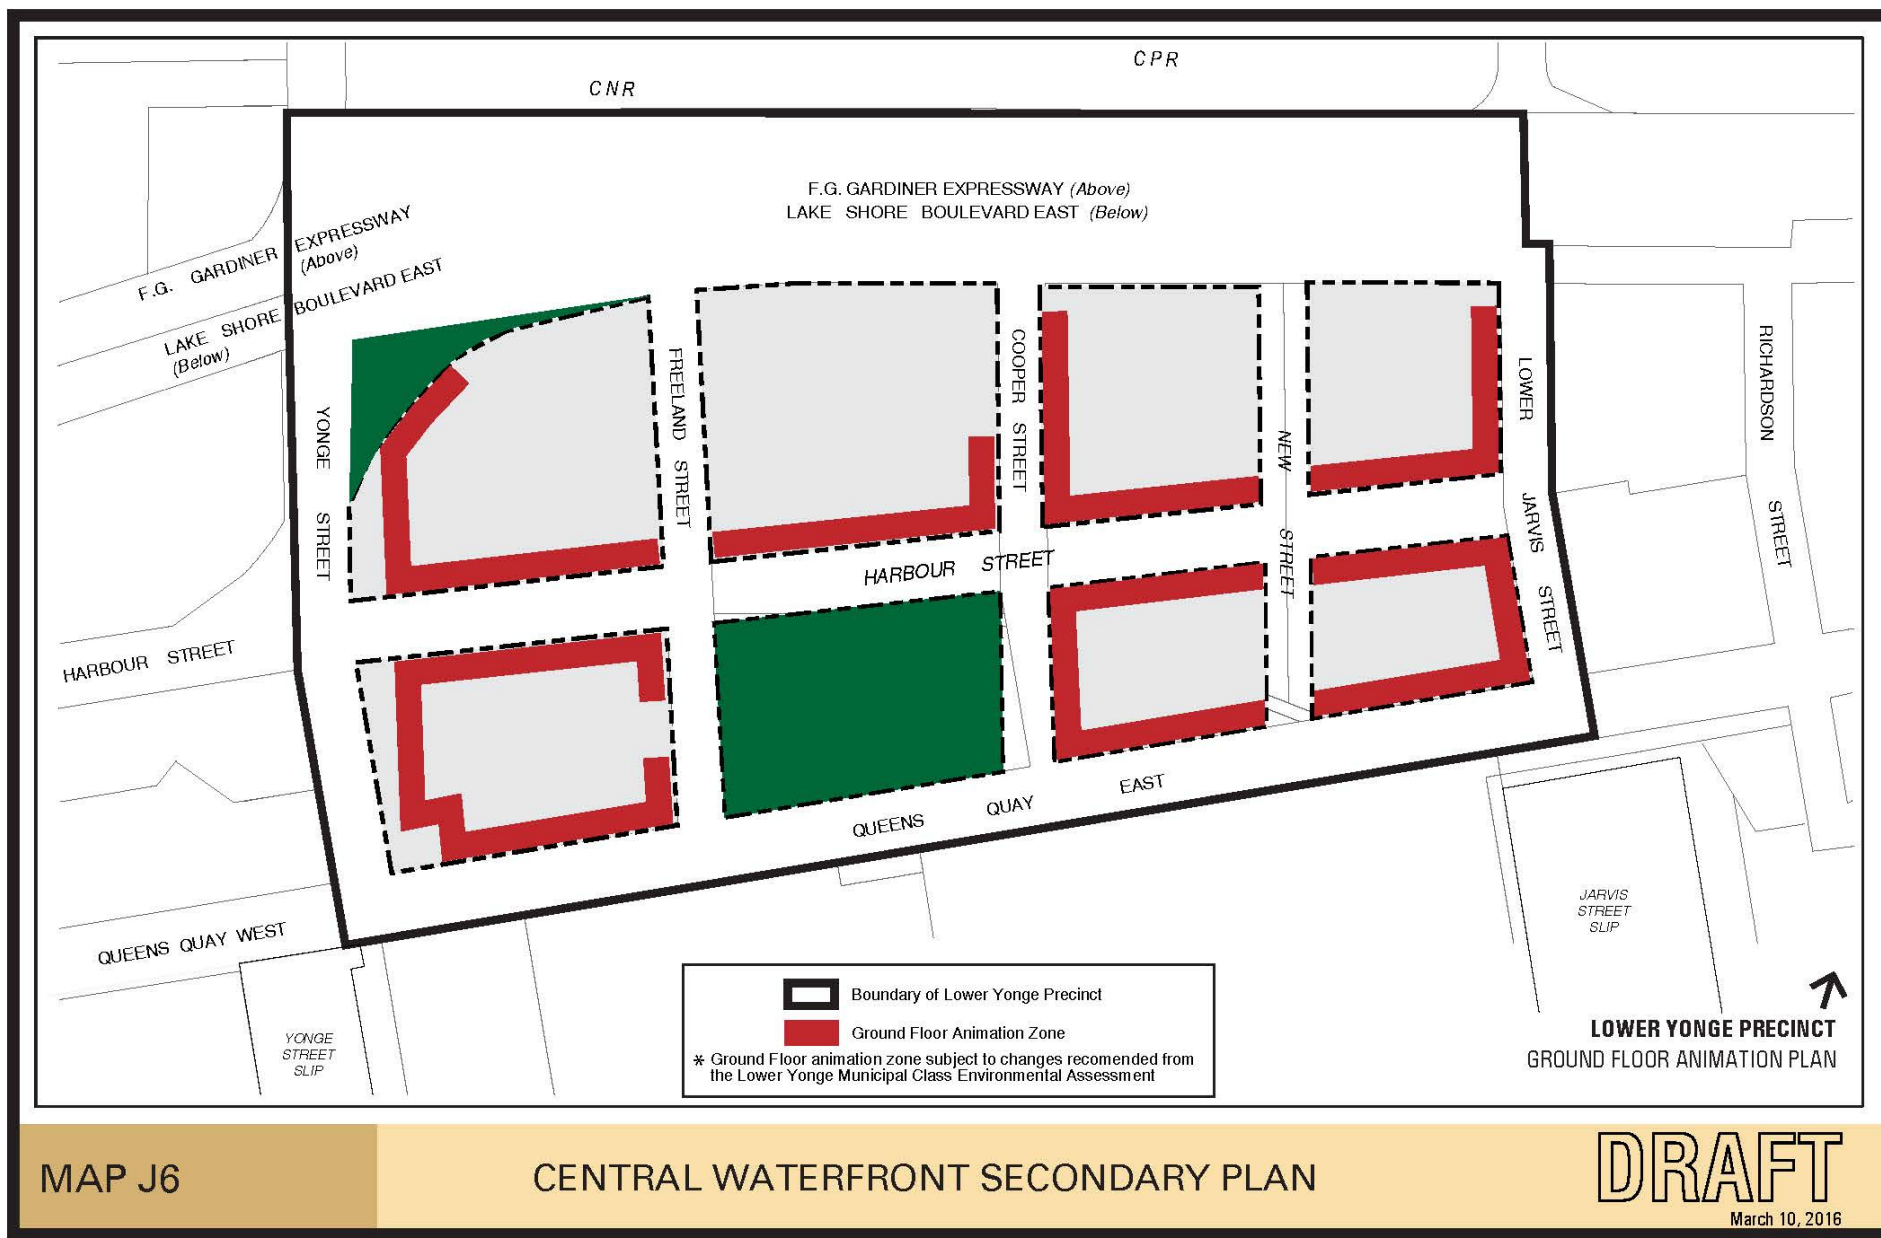 CPR
CNR
F.G. GARDINER EXPRESSWAY (Above)
LAKE SHORE BOULEVARD EAST (Below)
F.G. GARDINER EXPRESSWAY
(Above)
LAKE SHORE BOULEVARD EAST
(Below)
YONGE STREET
FREELAND STREET
COOPER STREET
NEW STREET
LOWER JARVIS STREET
RICHARDSON STREET
HARBOUR STREET
HARBOUR STREET
QUEENS QUAY EAST
QUEENS QUAY WEST
YONGE
STREET
SLIP
JARVIS
STREET
SLIP
Boundary of Lower Yonge Precinct
Ground Floor Animation Zone
* Ground Floor animation zone subject to changes recomended from
the Lower Yonge Municipal Class Environmental Assessment
LOWER YONGE PRECINCT
GROUND FLOOR ANIMATION PLAN
MAP J6
CENTRAL WATERFRONT SECONDARY PLAN
DRAFT
March 10, 2016